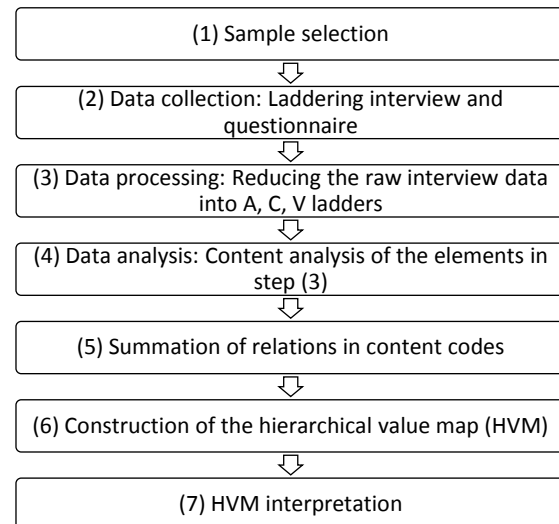 (1) Sample selection
(2) Data collection: Laddering interview and
questionnaire
(3) Data processing: Reducing the raw interview data
into A, C, V ladders
(4) Data analysis: Content analysis of the elements in
step (3)
(5) Summation of relations in content codes
(6) Construction of the hierarchical value map (HVM)
(7) HVM interpretation